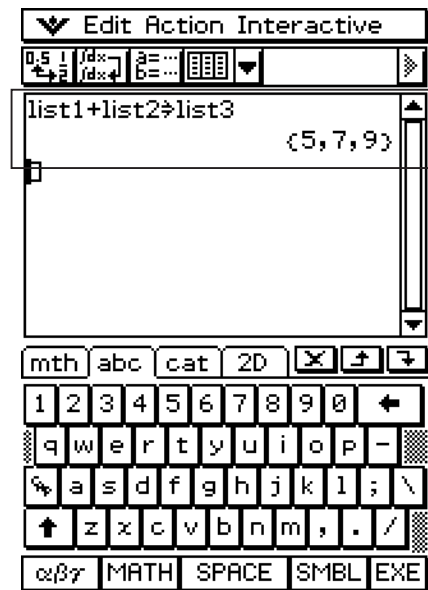 Edit Action Interactive
list1+list2⇒list3
{5,7,9}
mth abc cat 2D
1 2 3 4 5 6 7 8 9 0
q w e r t y u i o p -
a s d f g h j k l ; \
z x c v b n m , . /
αβγ MATH SPACE SMBL EXE